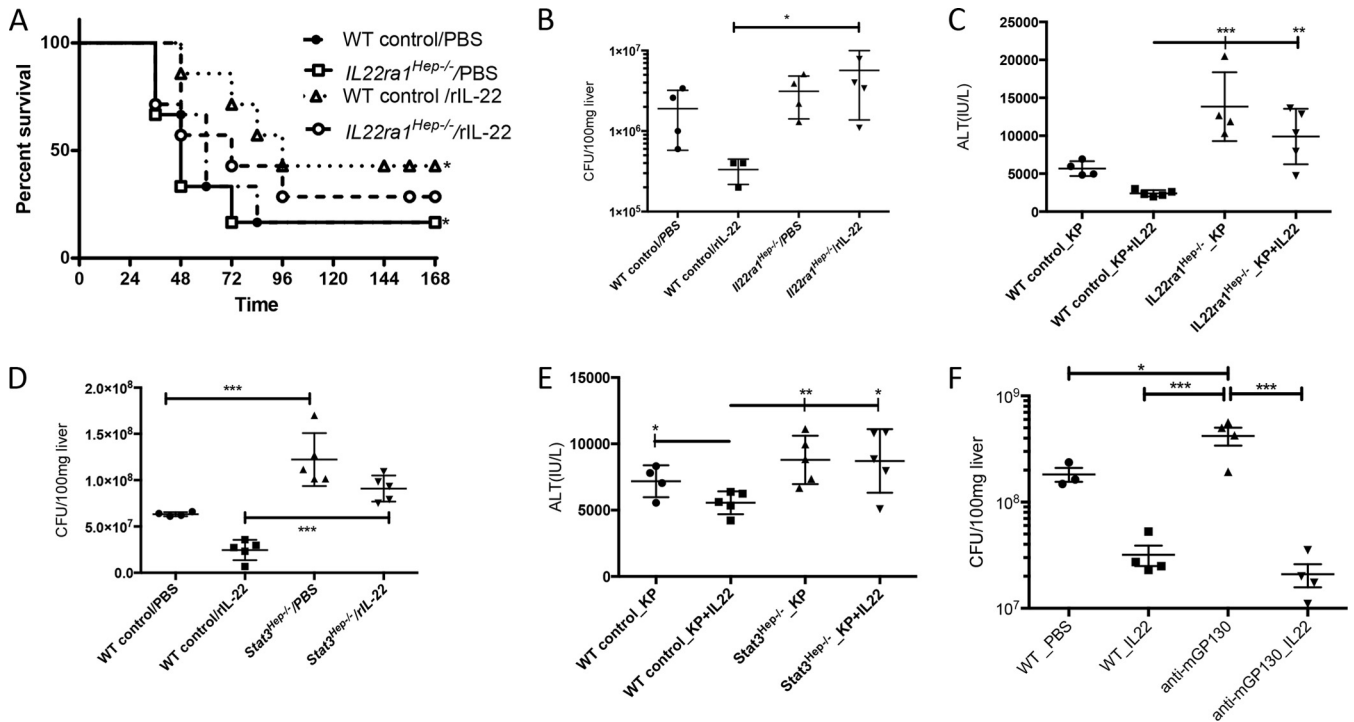 A
100
50
0
Percent survival
0 24 48 72 96 120 144 168
Time
WT control/PBS
IL22ra1Hep-/-/PBS
WT control /rIL-22
IL22ra1Hep-/-/rIL-22
*
*
B
*
1×10⁷
1×10⁶
1×10⁵
CFU/100mg liver
WT control/PBS
WT control/rIL-22
Il22ra1Hep-/-/PBS
Il22ra1Hep-/-/rIL-22
C
25000
20000
15000
10000
5000
0
ALT(IU/L)
*** **
WT control_KP
WT control_KP+IL22
IL22ra1Hep-/-_KP
IL22ra1Hep-/-_KP+IL22
D
2.0×10⁸
1.5×10⁸
1.0×10⁸
5.0×10⁷
0.0
CFU/100mg liver
***
***
WT control/PBS
WT control/rIL-22
Stat3Hep-/-/PBS
Stat3Hep-/-/rIL-22
E
15000
10000
5000
0
ALT(IU/L)
** *
*
WT control_KP
WT control_KP+IL22
Stat3Hep-/-_KP
Stat3Hep-/-_KP+IL22
F
*
*** ***
10⁹
10⁸
10⁷
CFU/100mg liver
WT_PBS
WT_IL22
anti-mGP130
anti-mGP130_IL22